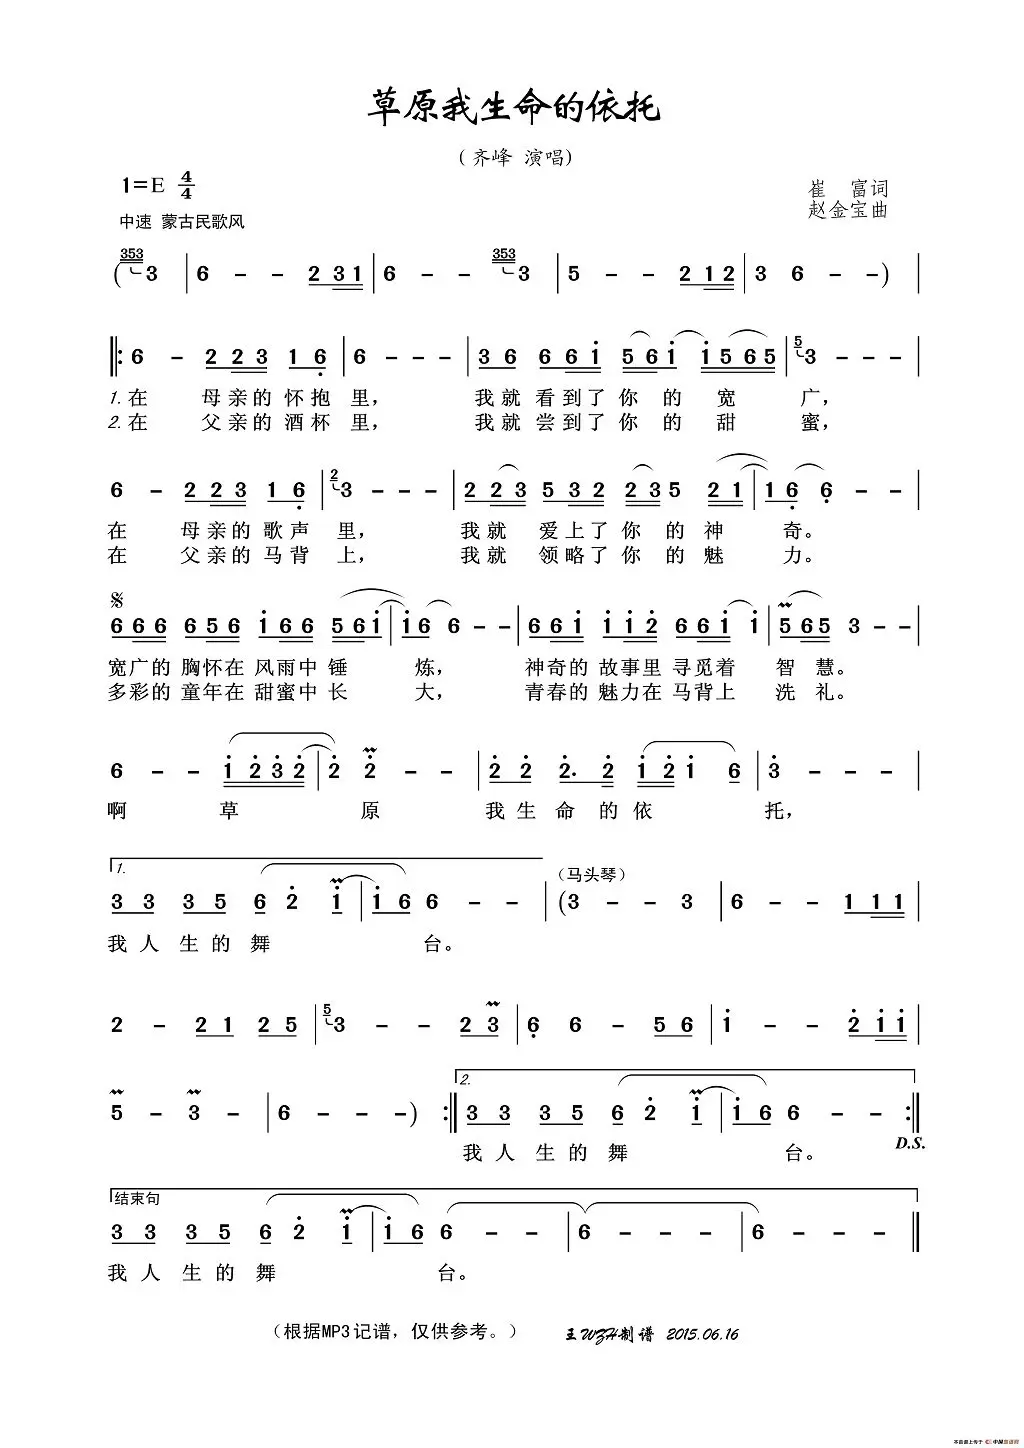 草原我生命的依托
(齐峰 演唱)
1=E 4/4
崔 富词
中速 蒙古民歌风
赵金宝曲
353 353
( 3 | 6 - - 2 3 1 | 6 - - 3 | 5 - - 2 1 2 | 3 6 - - ) |
5
‖: 6 - 2 2 3 1 6 | 6 - - - | 3 6 6 6 i 5 6 i i 5 6 5 | 3 - - - |
1. 在 母亲的怀抱里， 我就看到了你的宽广，
2. 在 父亲的酒杯里， 我就尝到了你的甜蜜，
2
6 - 2 2 3 1 6 | 3 - - - | 2 2 3 5 3 2 2 3 5 2 1 | 1 6 6 - - |
在 母亲的歌声里， 我就爱上了你的神奇。
在 父亲的马背上， 我就领略了你的魅力。
6 6 6 6 5 6 i 6 6 5 6 i | i 6 6 - - | 6 6 i i i 2 6 6 i i | 5 6 5 3 - - |
宽广的胸怀在风雨中锤炼， 神奇的故事里寻觅着智慧。
多彩的童年在甜蜜中长大， 青春的魅力在马背上洗礼。
6 - - i 2 3 2 | 2 2 - - | 2 2 2. 2 i 2 i 6 | 3 - - - |
啊 草原 我生命的依托，
1. （马头琴）
3 3 3 5 6 2 i | i 6 6 - - | (3 - - 3 | 6 - - 1 1 1 |
我人生的舞台。
5
2 - 2 1 2 5 | 3 - - 2 3 | 6 6 - 5 6 | i - - 2 i i |
2.
5 - 3 - | 6 - - - ) :‖ 3 3 3 5 6 2 i | i 6 6 - - :‖
D.S.
我人生的舞台。
结束句
3 3 3 5 6 2 i | i 6 6 - - | 6 - - - | 6 - - - ‖
我人生的舞台。
（根据MP3记谱，仅供参考。） 王WZH制谱 2015.06.16